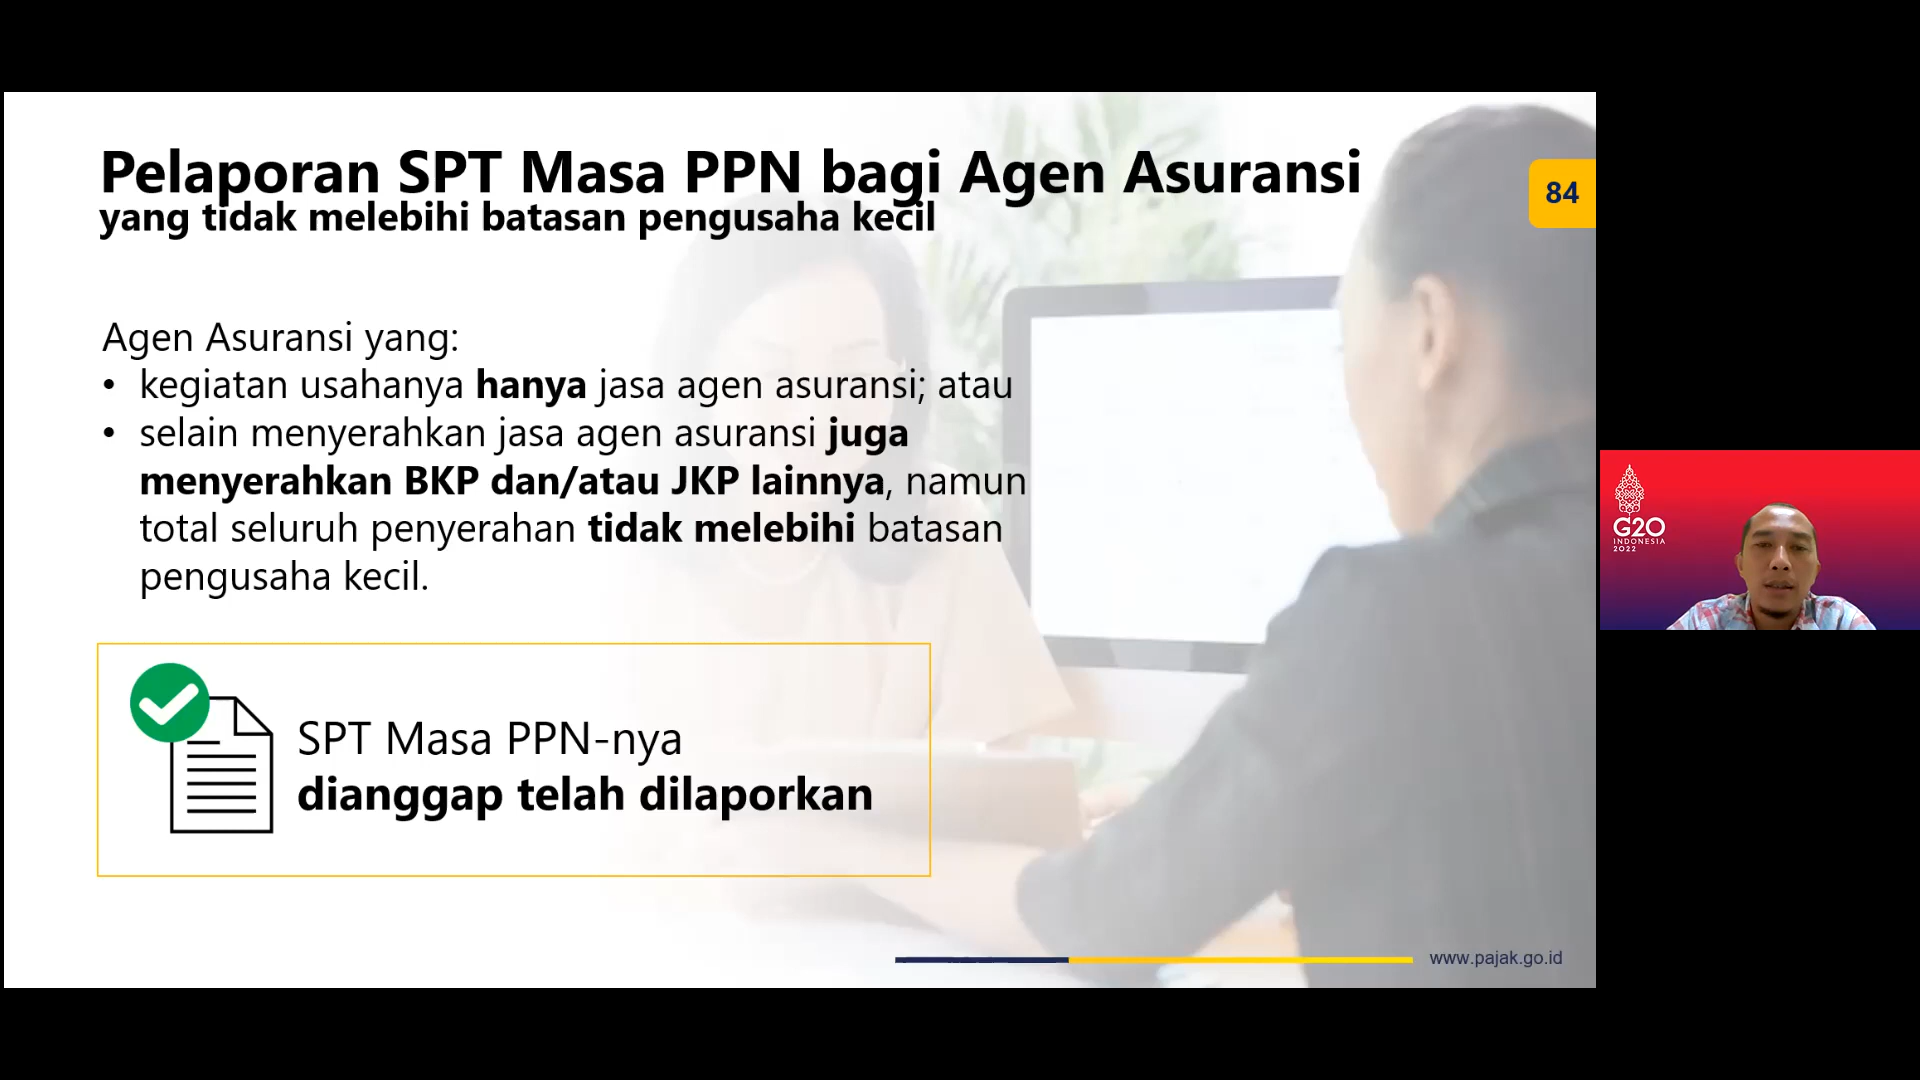 Pelaporan SPT Masa PPN bagi Agen Asuransi
yang tidak melebihi batasan pengusaha kecil
84
Agen Asuransi yang:
• kegiatan usahanya hanya jasa agen asuransi; atau
• selain menyerahkan jasa agen asuransi juga
menyerahkan BKP dan/atau JKP lainnya, namun
total seluruh penyerahan tidak melebihi batasan
pengusaha kecil.
SPT Masa PPN-nya
dianggap telah dilaporkan
www.pajak.go.id
G20
INDONESIA
2022